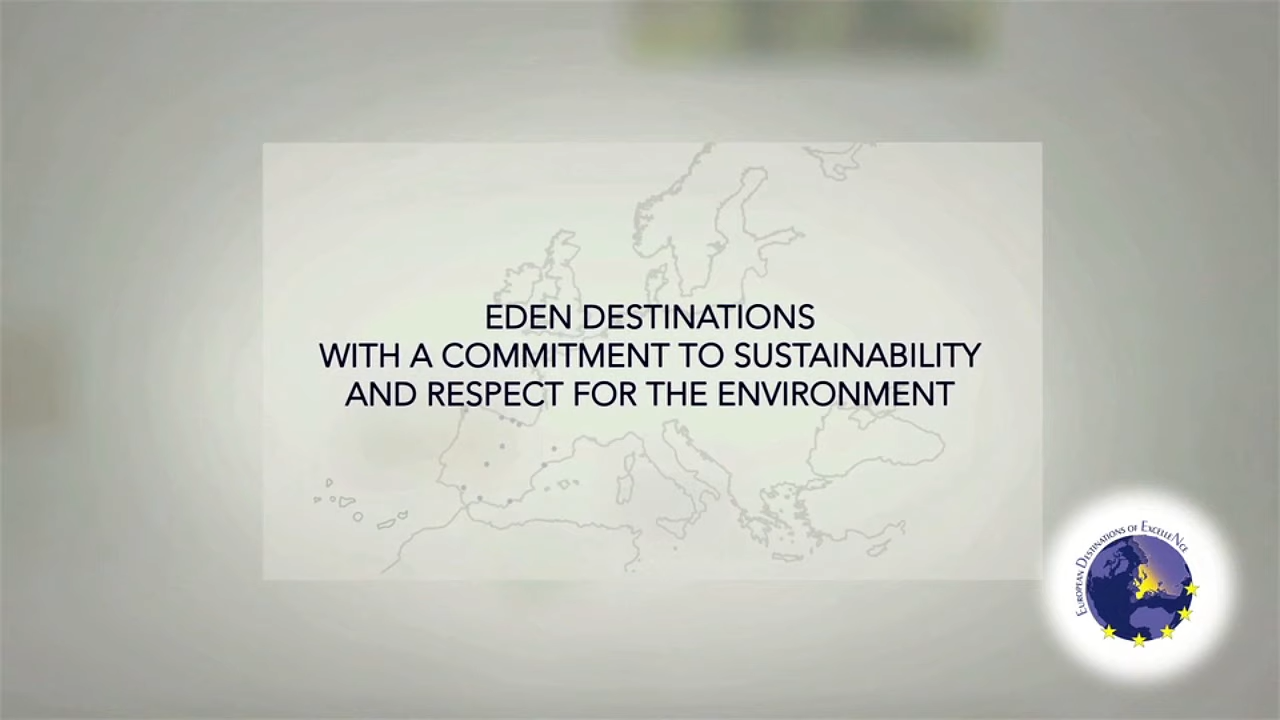 EDEN DESTINATIONS
WITH A COMMITMENT TO SUSTAINABILITY
AND RESPECT FOR THE ENVIRONMENT
EUROPEAN DESTINATIONS OF EXCELLENCE